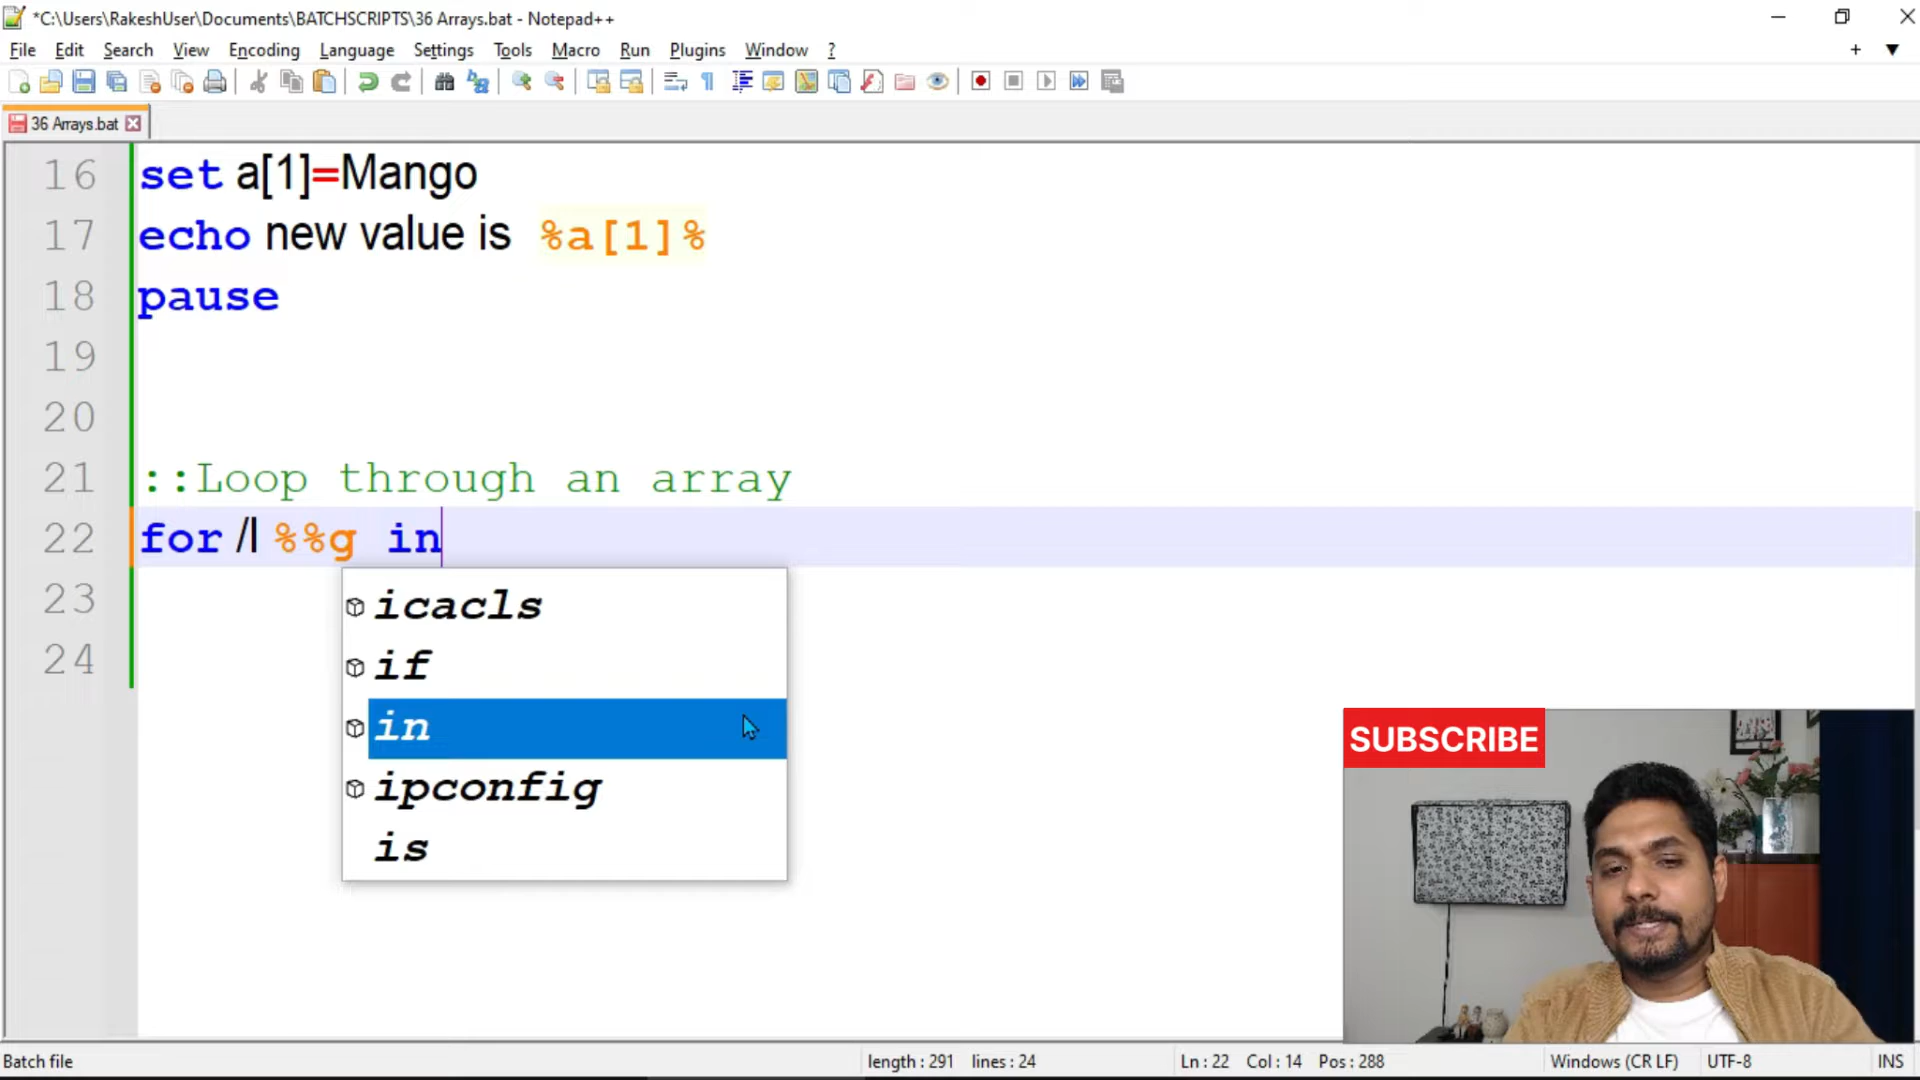 *C:\Users\RakeshUser\Documents\BATCHSCRIPTS\36 Arrays.bat - Notepad++
File Edit Search View Encoding Language Settings Tools Macro Run Plugins Window ?
36 Arrays.bat
16 set a[1]=Mango
17 echo new value is %a[1]%
18 pause
19
20
21 ::Loop through an array
22 for /l %%g in
23
24
icacls
if
in
ipconfig
is
SUBSCRIBE
Batch file length : 291 lines : 24 Ln : 22 Col : 14 Pos : 288 Windows (CR LF) UTF-8 INS